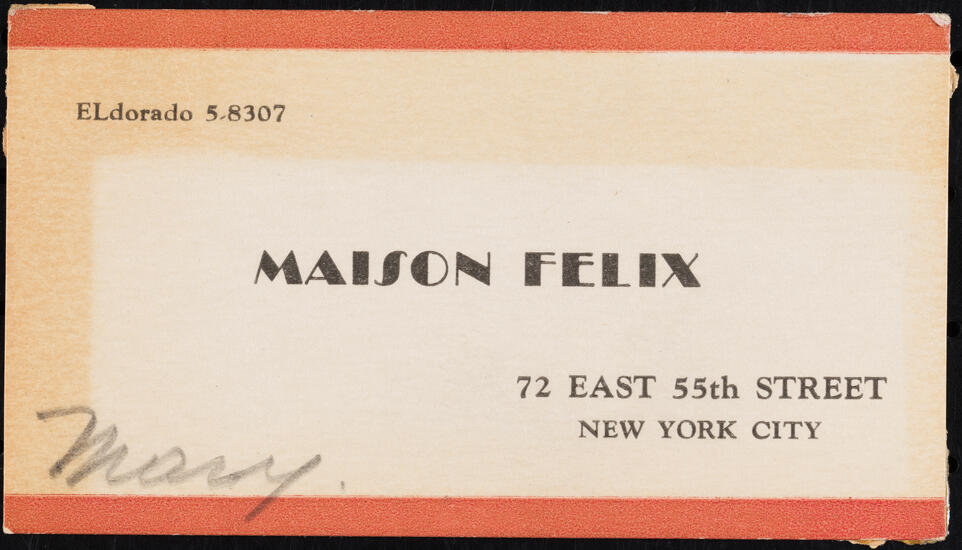 ELdorado 5-8307
MAISON FELIX
72 EAST 55th STREET
NEW YORK CITY
Mary.